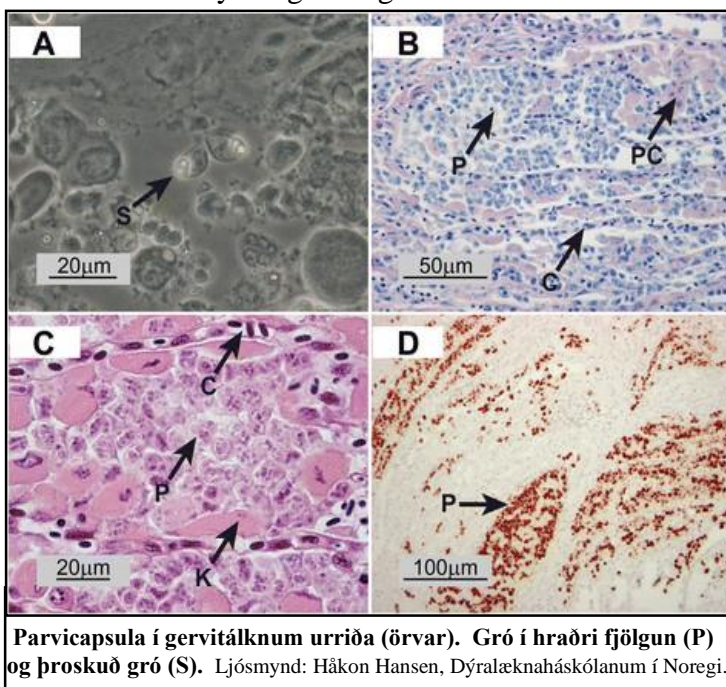 A
S
20µm
B
P
PC
C
50µm
C
C
P
K
20µm
D
P
100µm
Parvicapsula í gervitálknum urriða (örvar). Gró í hraðri fjölgun (P)
og þroskuð gró (S). Ljósmynd: Håkon Hansen, Dýralæknaháskólanum í Noregi.